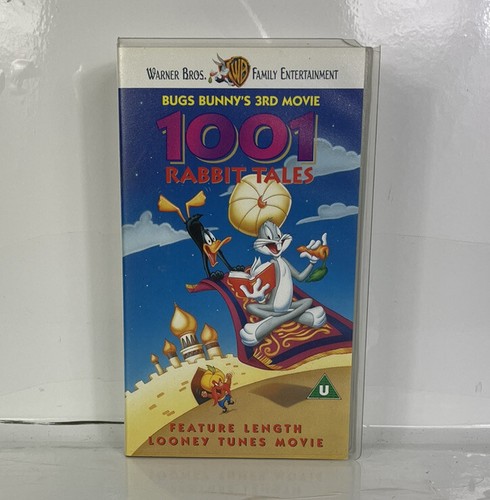 WARNER BROS. WB FAMILY ENTERTAINMENT
BUGS BUNNY'S 3RD MOVIE
1001
RABBIT TALES
U
FEATURE LENGTH
LOONEY TUNES MOVIE